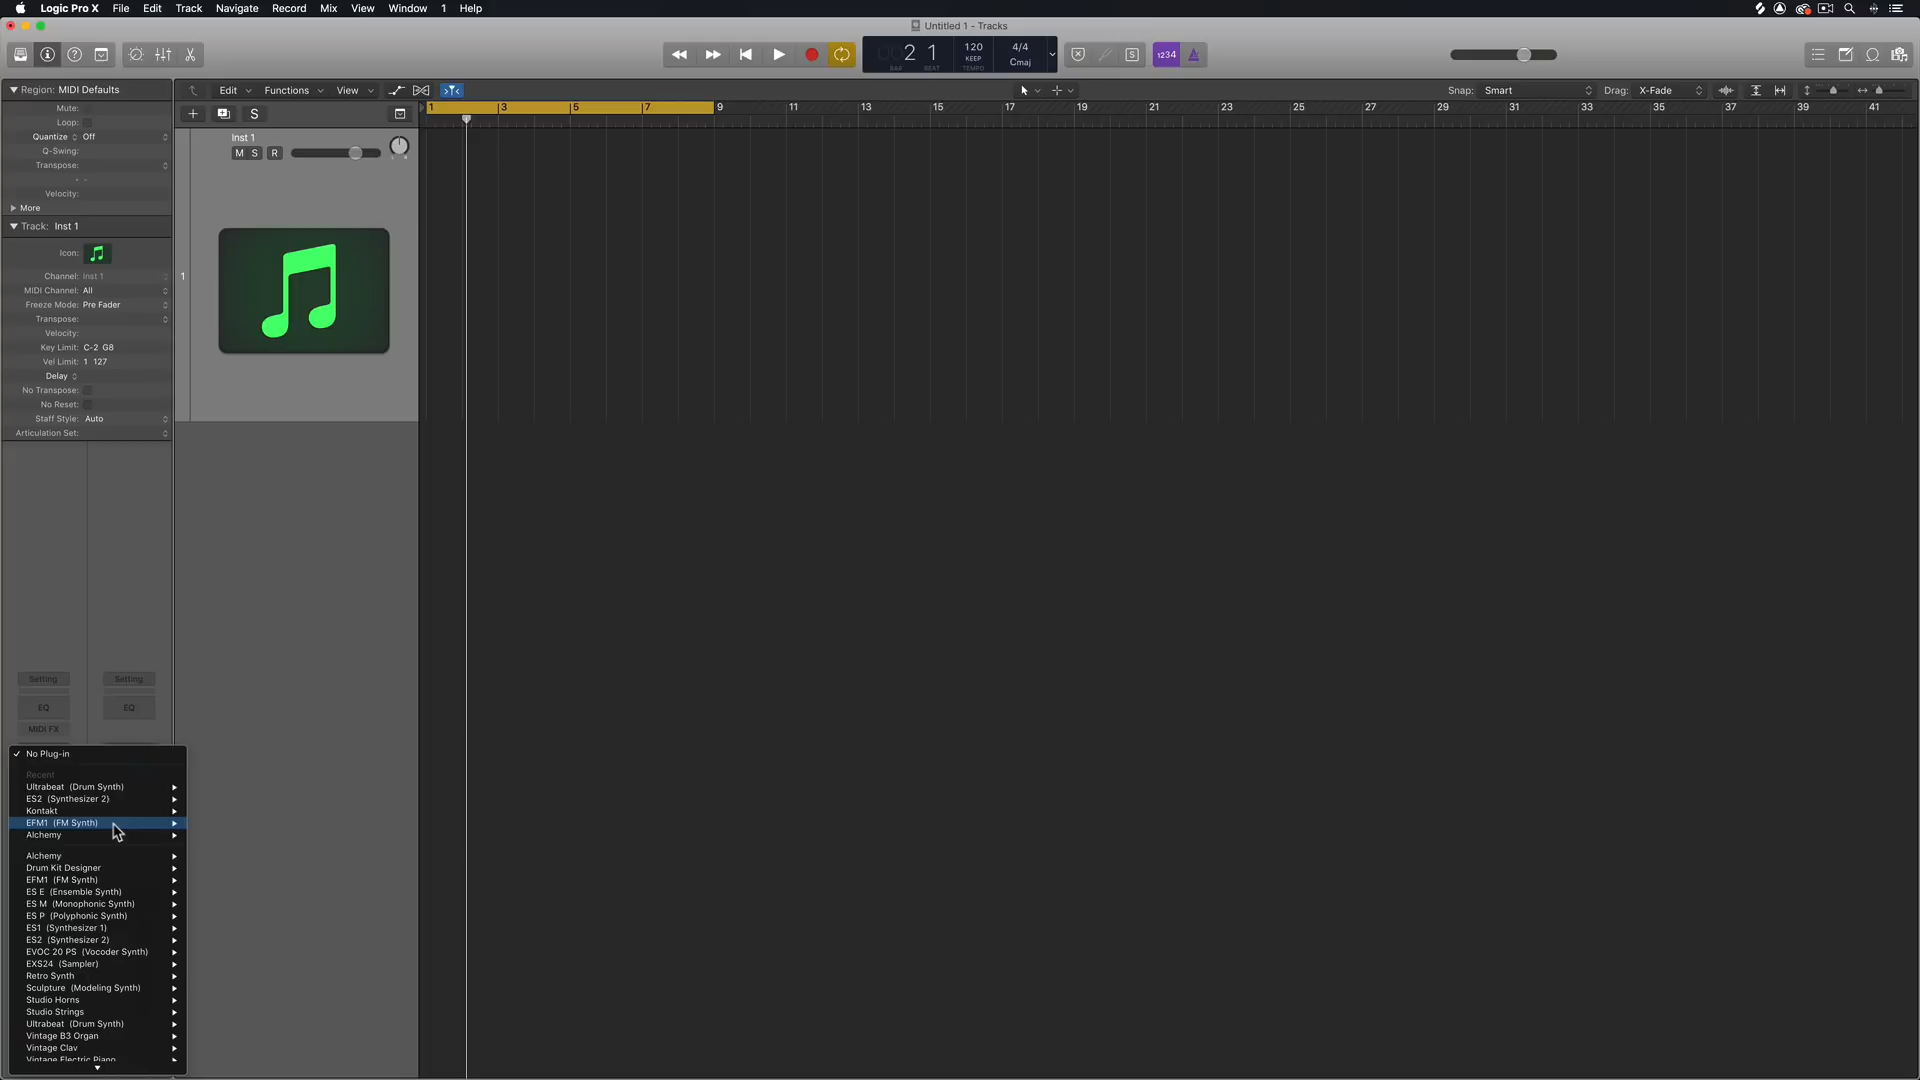 Logic Pro X File Edit Track Navigate Record Mix View Window 1 Help
Untitled 1 - Tracks
2 1
BAR BEAT
120
KEEP
TEMPO
4/4
Cmaj
1234
Region: MIDI Defaults
Mute:
Loop:
Quantize Off
Q-Swing:
Transpose:
Velocity:
More
Track: Inst 1
Icon:
Channel: Inst 1
MIDI Channel: All
Freeze Mode: Pre Fader
Transpose:
Velocity:
Key Limit: C-2 G8
Vel Limit: 1 127
Delay
No Transpose:
No Reset:
Staff Style: Auto
Articulation Set:
Edit Functions View
Snap: Smart Drag: X-Fade
S
1 3 5 7 9 11 13 15 17 19 21 23 25 27 29 31 33 35 37 39 41
Inst 1
M S R
1
Setting Setting
EQ EQ
MIDI FX
✓ No Plug-in
Recent
Ultrabeat (Drum Synth)
ES2 (Synthesizer 2)
Kontakt
EFM1 (FM Synth)
Alchemy
Alchemy
Drum Kit Designer
EFM1 (FM Synth)
ES E (Ensemble Synth)
ES M (Monophonic Synth)
ES P (Polyphonic Synth)
ES1 (Synthesizer 1)
ES2 (Synthesizer 2)
EVOC 20 PS (Vocoder Synth)
EXS24 (Sampler)
Retro Synth
Sculpture (Modeling Synth)
Studio Horns
Studio Strings
Ultrabeat (Drum Synth)
Vintage B3 Organ
Vintage Clav
Vintage Electric Piano